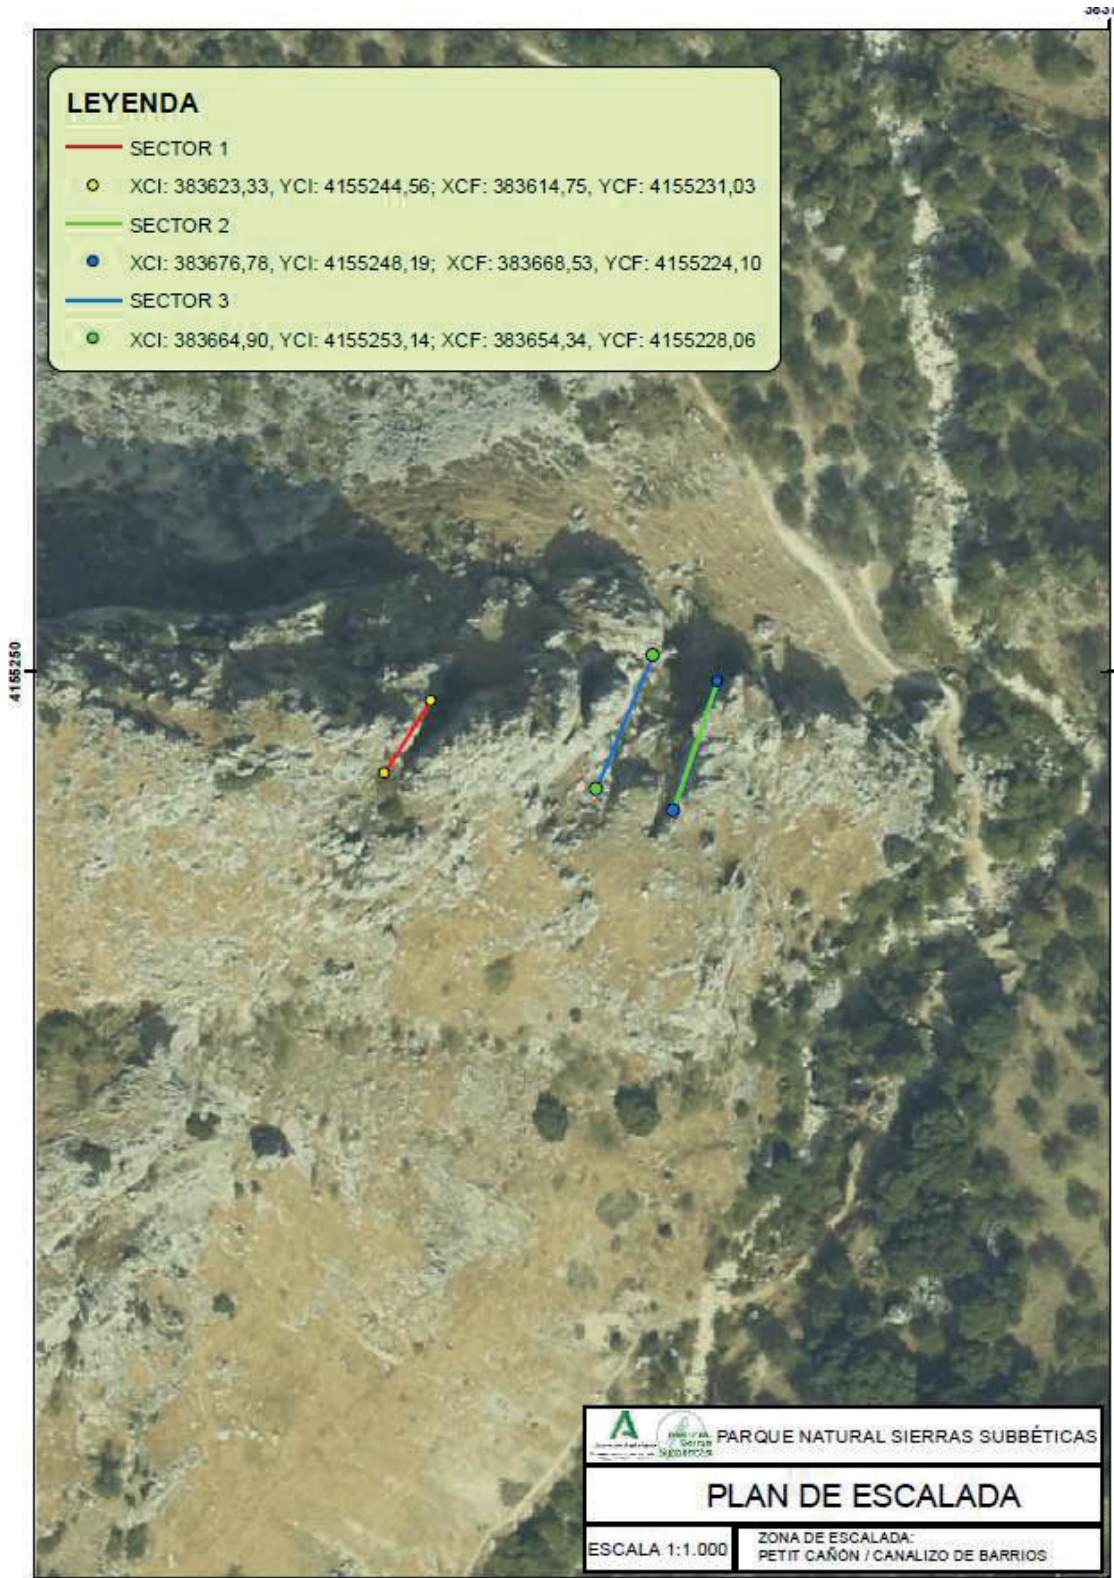 LEYENDA
SECTOR 1
XCI: 383623,33, YCI: 4155244,56; XCF: 383614,75, YCF: 4155231,03
SECTOR 2
XCI: 383676,78, YCI: 4155248,19; XCF: 383668,53, YCF: 4155224,10
SECTOR 3
XCI: 383664,90, YCI: 4155253,14; XCF: 383654,34, YCF: 4155228,06
4155250
Sierras
Subbéticas
PARQUE NATURAL SIERRAS SUBBÉTICAS
PLAN DE ESCALADA
ESCALA 1:1.000
ZONA DE ESCALADA:
PETIT CAÑÓN / CANALIZO DE BARRIOS